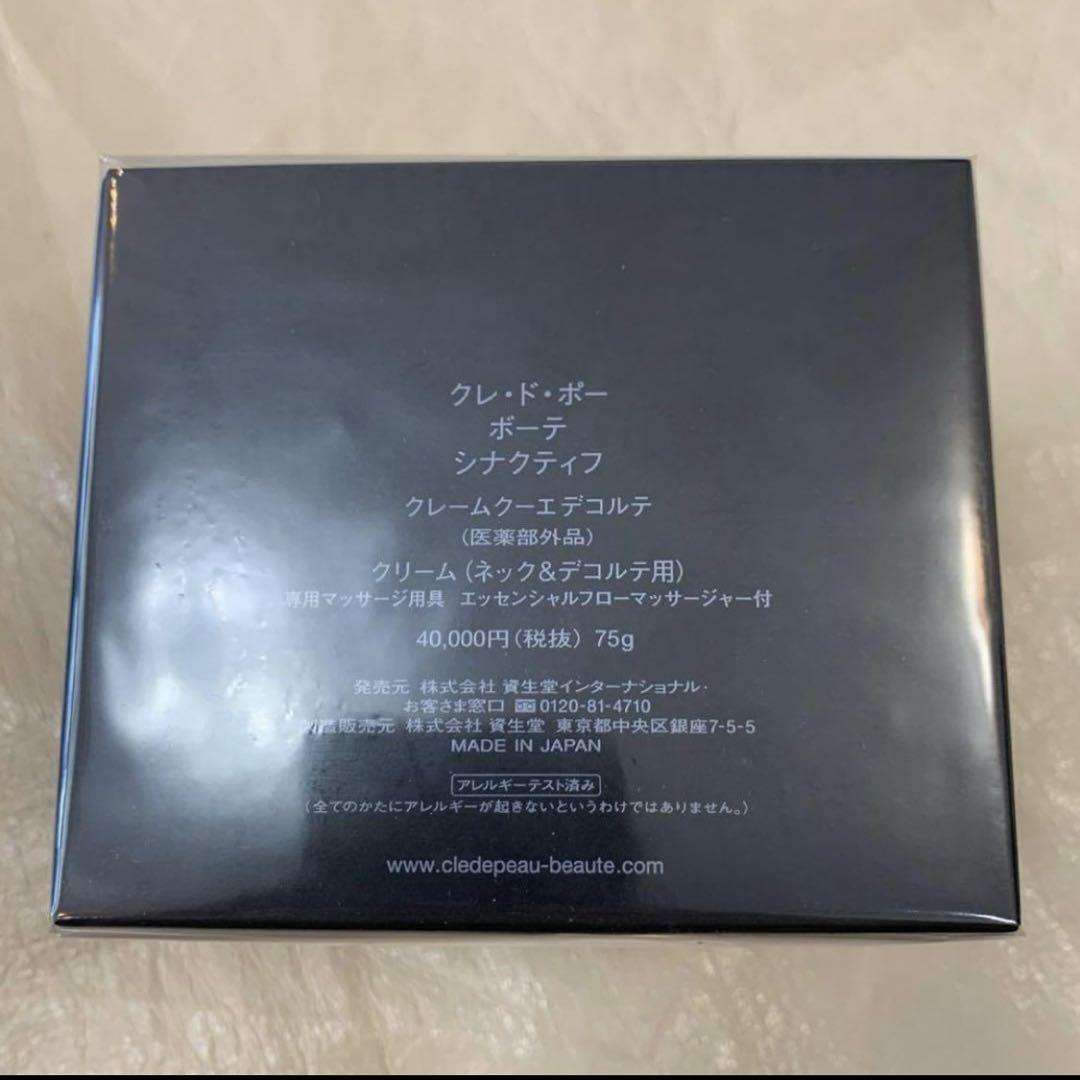 クレ・ド・ポー
ボーテ
シナクティフ
クレームクーエデコルテ
（医薬部外品）
クリーム（ネック&デコルテ用）
専用マッサージ用具 エッセンシャルフローマッサージャー付
40,000円（税抜） 75g
発売元 株式会社 資生堂インターナショナル
お客さま窓口 0120-81-4710
製造販売元 株式会社 資生堂 東京都中央区銀座7-5-5
MADE IN JAPAN
アレルギーテスト済み
（全てのかたにアレルギーが起きないというわけではありません。）
www.cledepeau-beaute.com